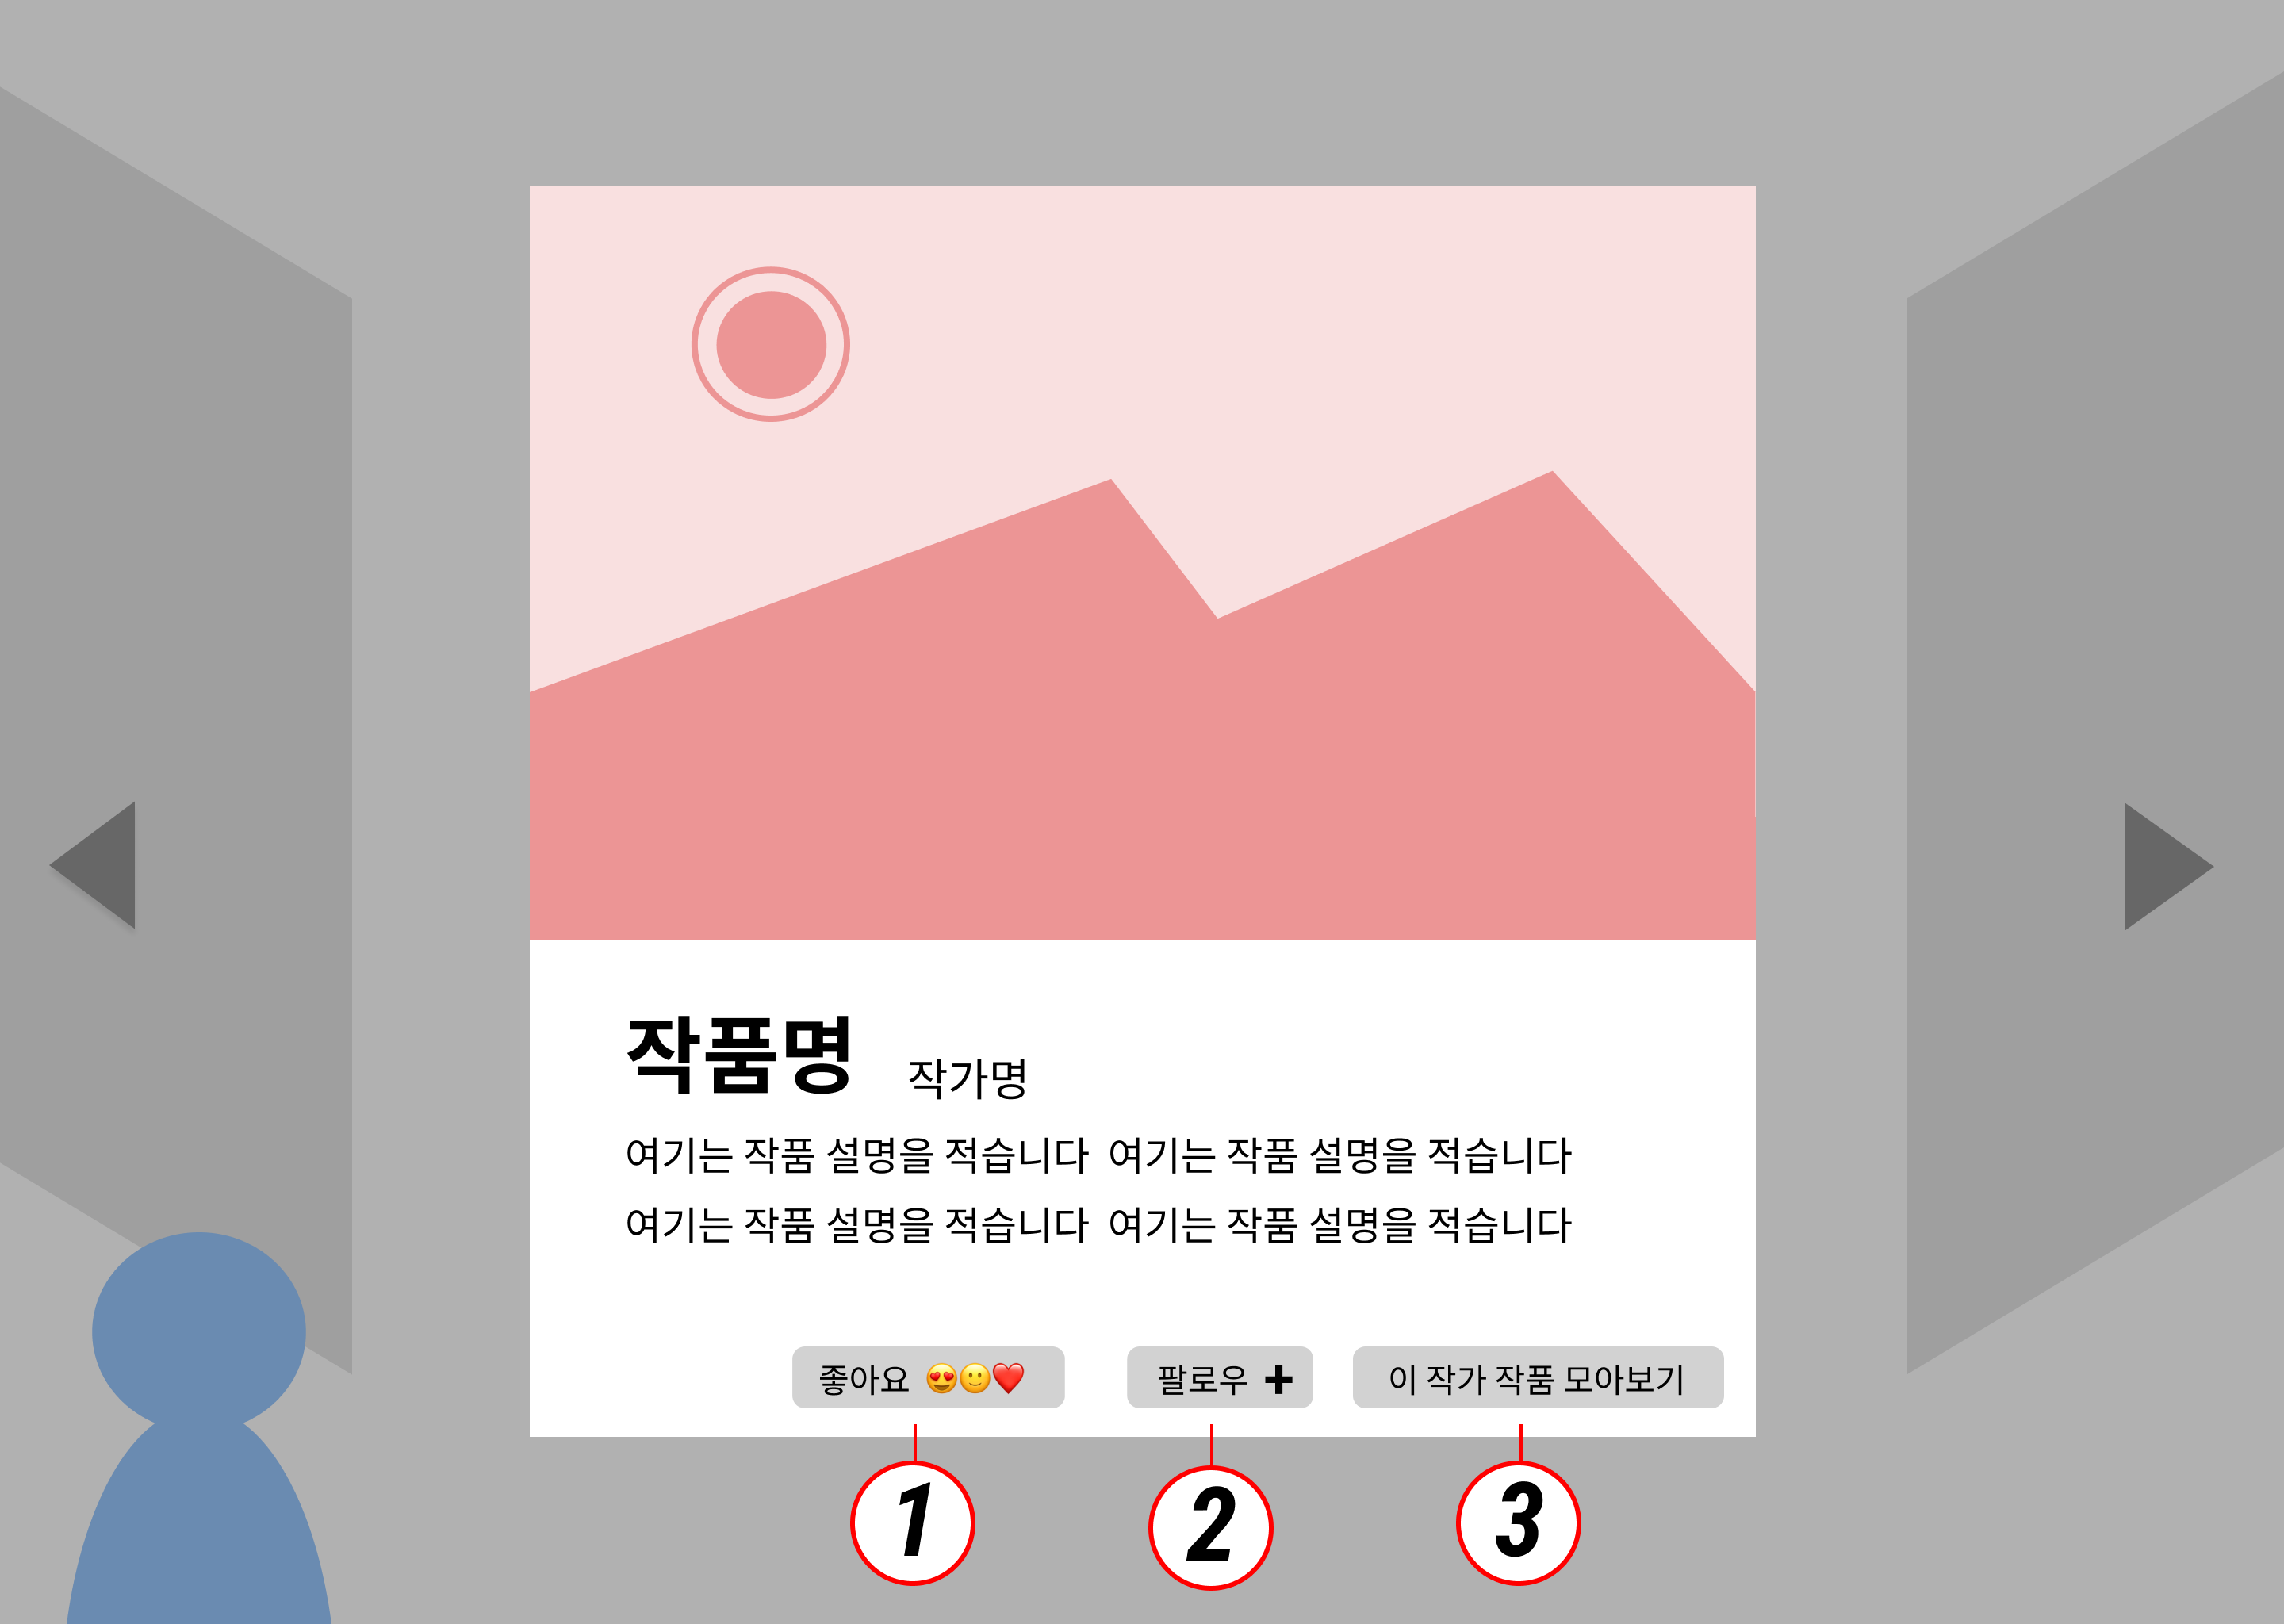 작품명 작가명
여기는 작품 설명을 적습니다 여기는 작품 설명을 적습니다
여기는 작품 설명을 적습니다 여기는 작품 설명을 적습니다
좋아요 😍🙂❤️ 팔로우 ➕ 이 작가 작품 모아보기
1 2 3